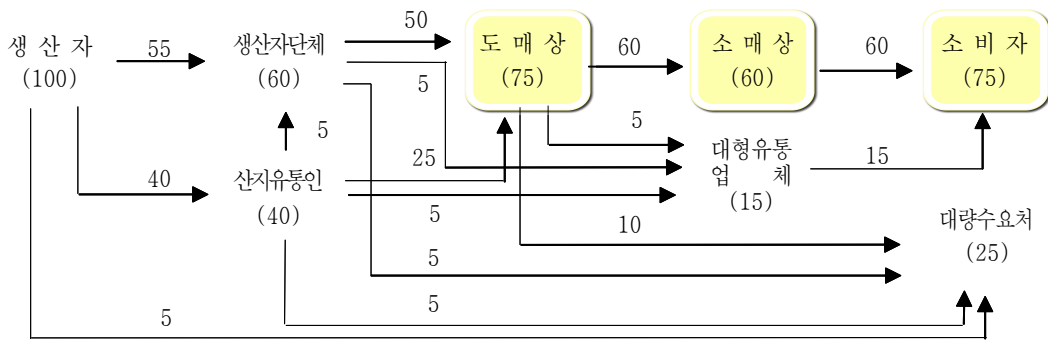 생 산 자
(100)
55
생산자단체
(60)
50
도 매 상
(75)
60
소 매 상
(60)
60
소 비 자
(75)
5
5
5
25
40
산지유통인
(40)
대형유통
업 체
(15)
15
5
10
대량수요처
(25)
5
5
5